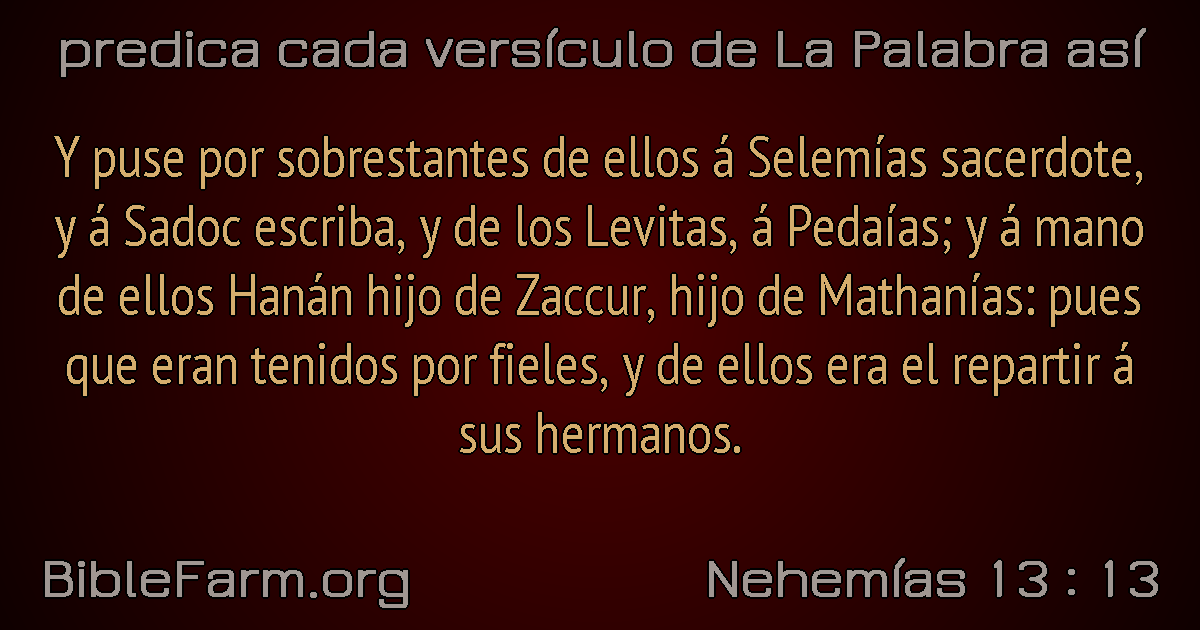 predica cada versículo de La Palabra así
Y puse por sobrestantes de ellos á Selemías sacerdote,
y á Sadoc escriba, y de los Levitas, á Pedaías; y á mano
de ellos Hanán hijo de Zaccur, hijo de Mathanías: pues
que eran tenidos por fieles, y de ellos era el repartir á
sus hermanos.
BibleFarm.org
Nehemías 13 : 13